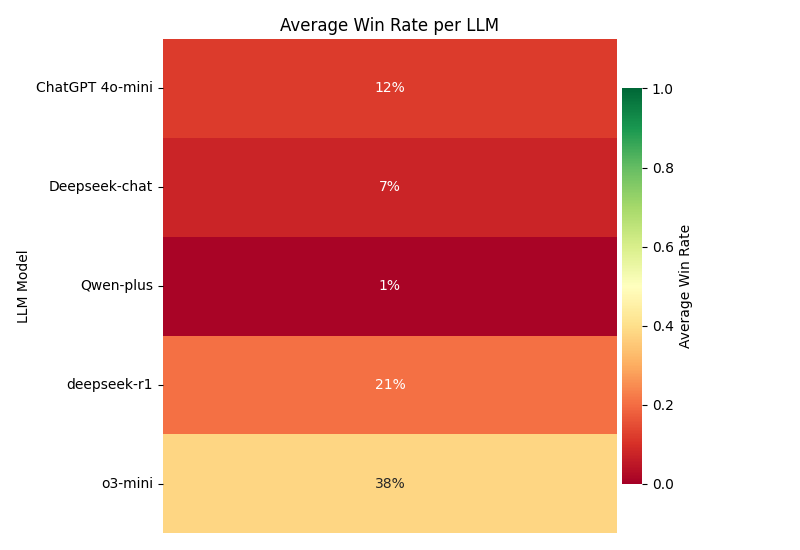 Average Win Rate per LLM
LLM Model
ChatGPT 4o-mini
12%
Deepseek-chat
7%
Qwen-plus
1%
deepseek-r1
21%
o3-mini
38%
1.0
0.8
0.6
0.4
0.2
0.0
Average Win Rate